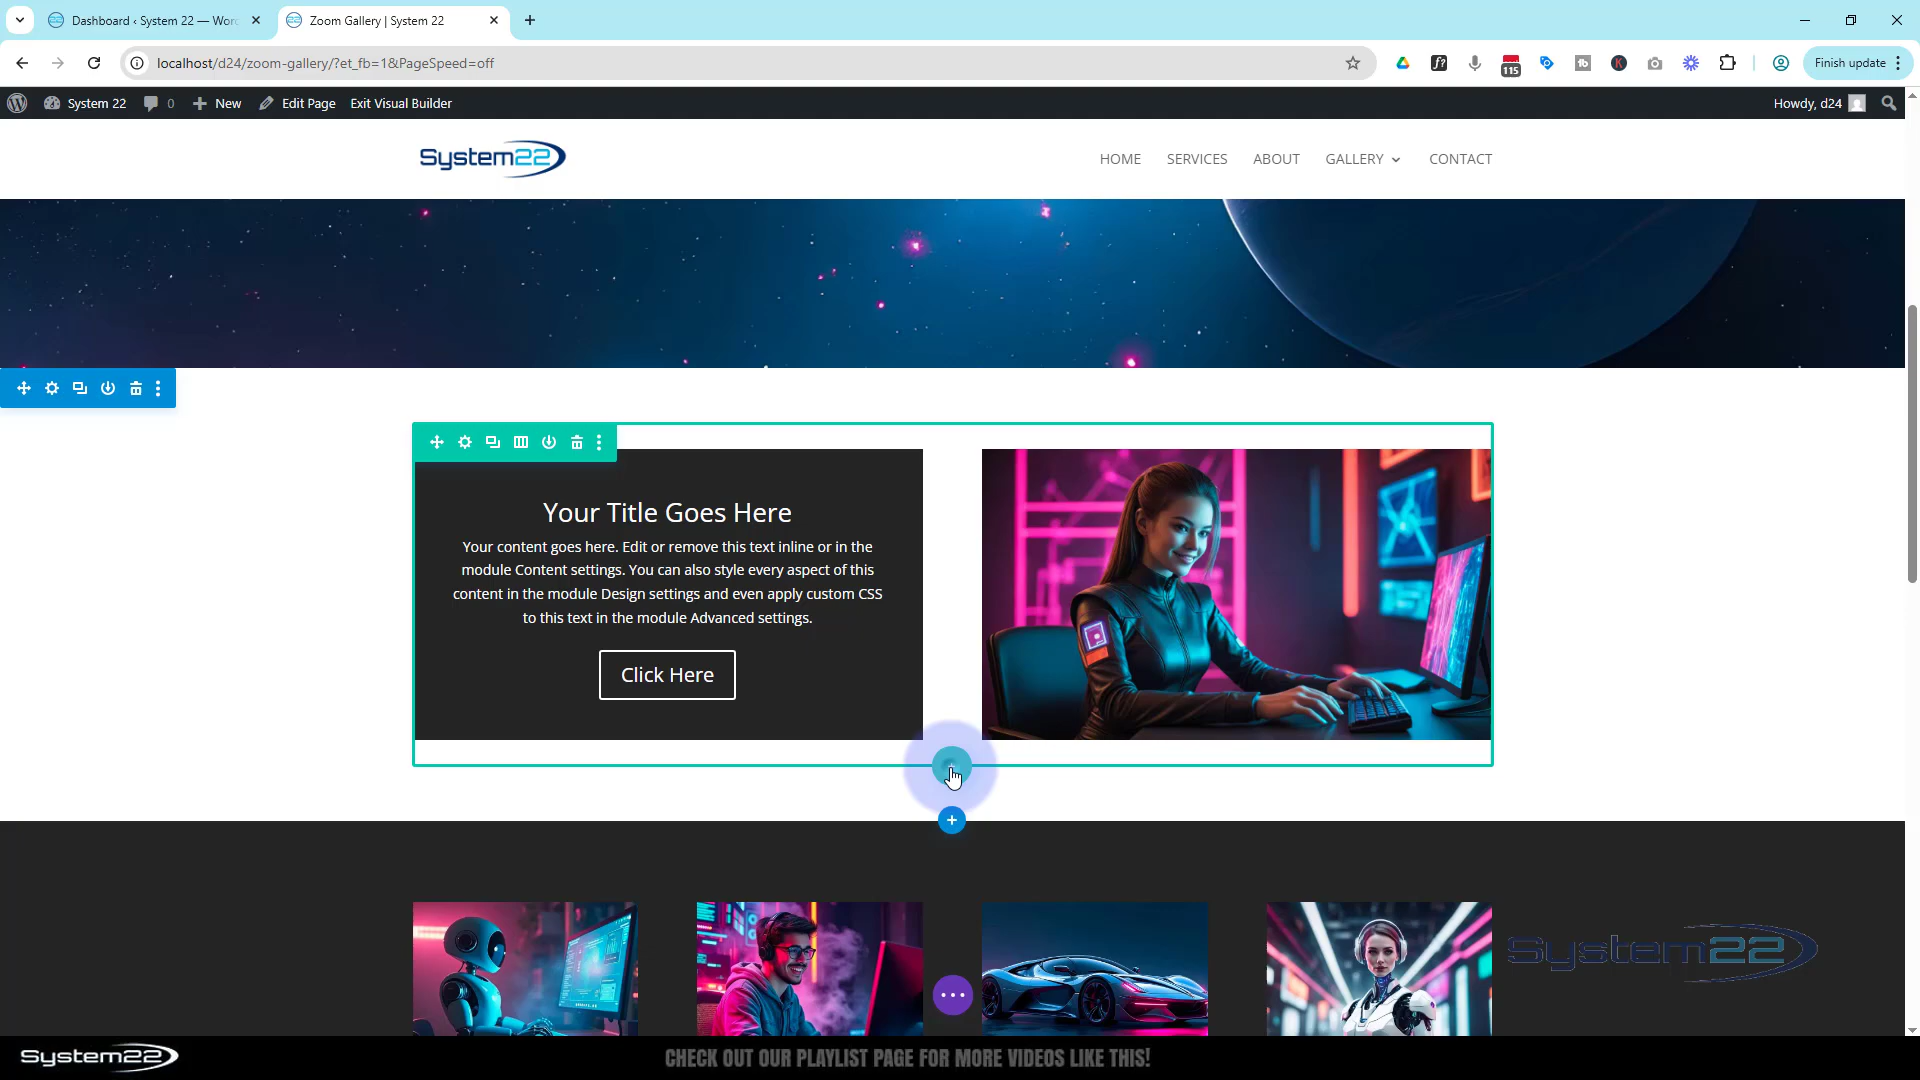 Dashboard ‹ System 22 — Wor
Zoom Gallery | System 22
localhost/d24/zoom-gallery/?et_fb=1&PageSpeed=off
f?
115
tb
K
Finish update
System 22
0
New
Edit Page
Exit Visual Builder
Howdy, d24
System22
HOME
SERVICES
ABOUT
GALLERY
CONTACT
Your Title Goes Here
Your content goes here. Edit or remove this text inline or in the
module Content settings. You can also style every aspect of this
content in the module Design settings and even apply custom CSS
to this text in the module Advanced settings.
Click Here
System22
System22
CHECK OUT OUR PLAYLIST PAGE FOR MORE VIDEOS LIKE THIS!